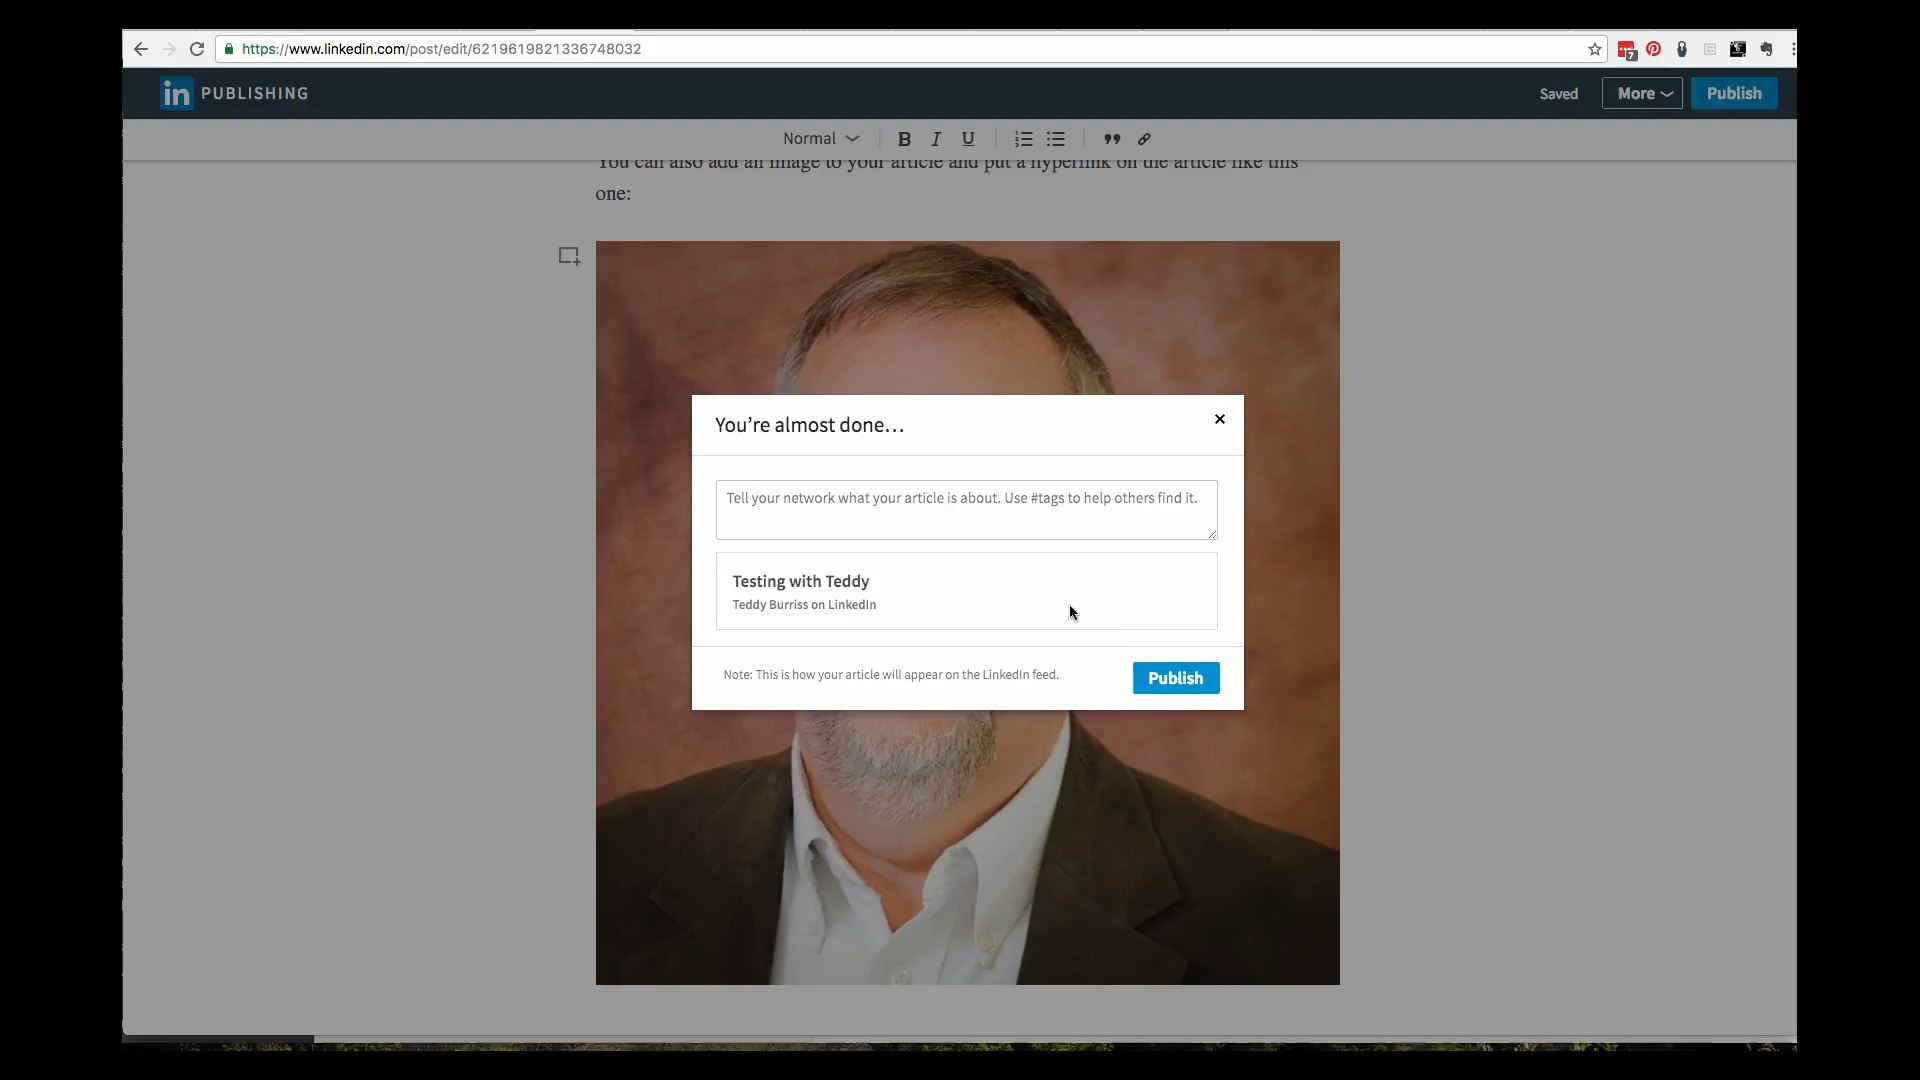 https://www.linkedin.com/post/edit/6219619821336748032
7
in PUBLISHING
Saved
More
Publish
Normal
B I U
You can also add an image to your article and put a hyperlink on the article like this
one:
You’re almost done…
Tell your network what your article is about. Use #tags to help others find it.
Testing with Teddy
Teddy Burriss on LinkedIn
Note: This is how your article will appear on the LinkedIn feed.
Publish